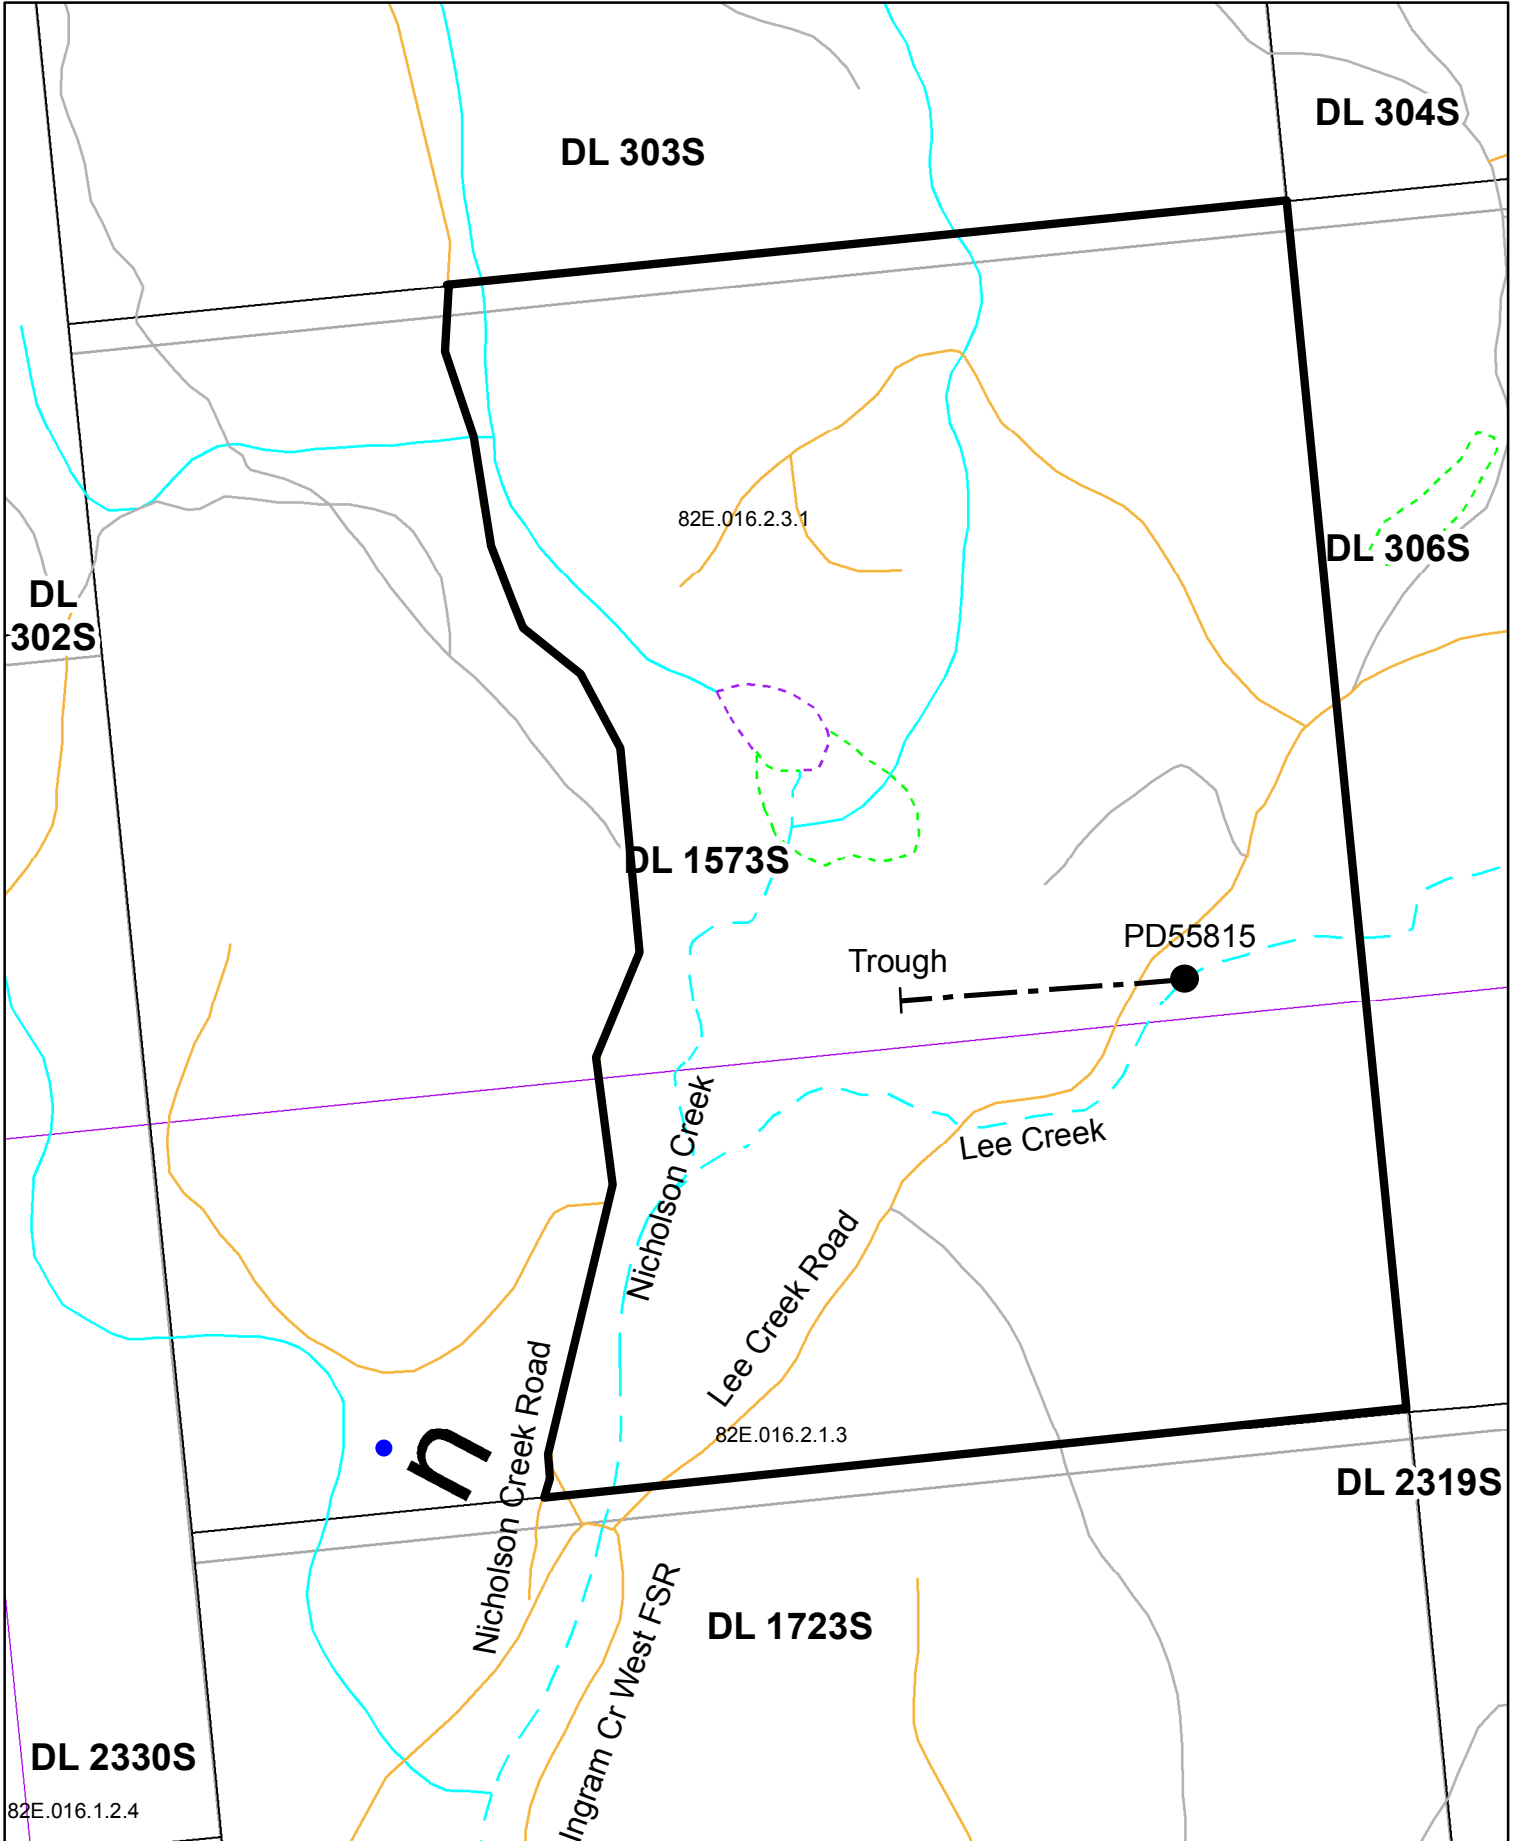 DL 304S
DL 303S
82E.016.2.3.1
DL 306S
DL
302S
DL 1573S
PD55815
Trough
Nicholson Creek
Lee Creek
Lee Creek Road
Nicholson Creek Road
82E.016.2.1.3
n
DL 2319S
Ingram Cr West FSR
DL 1723S
DL 2330S
82E.016.1.2.4